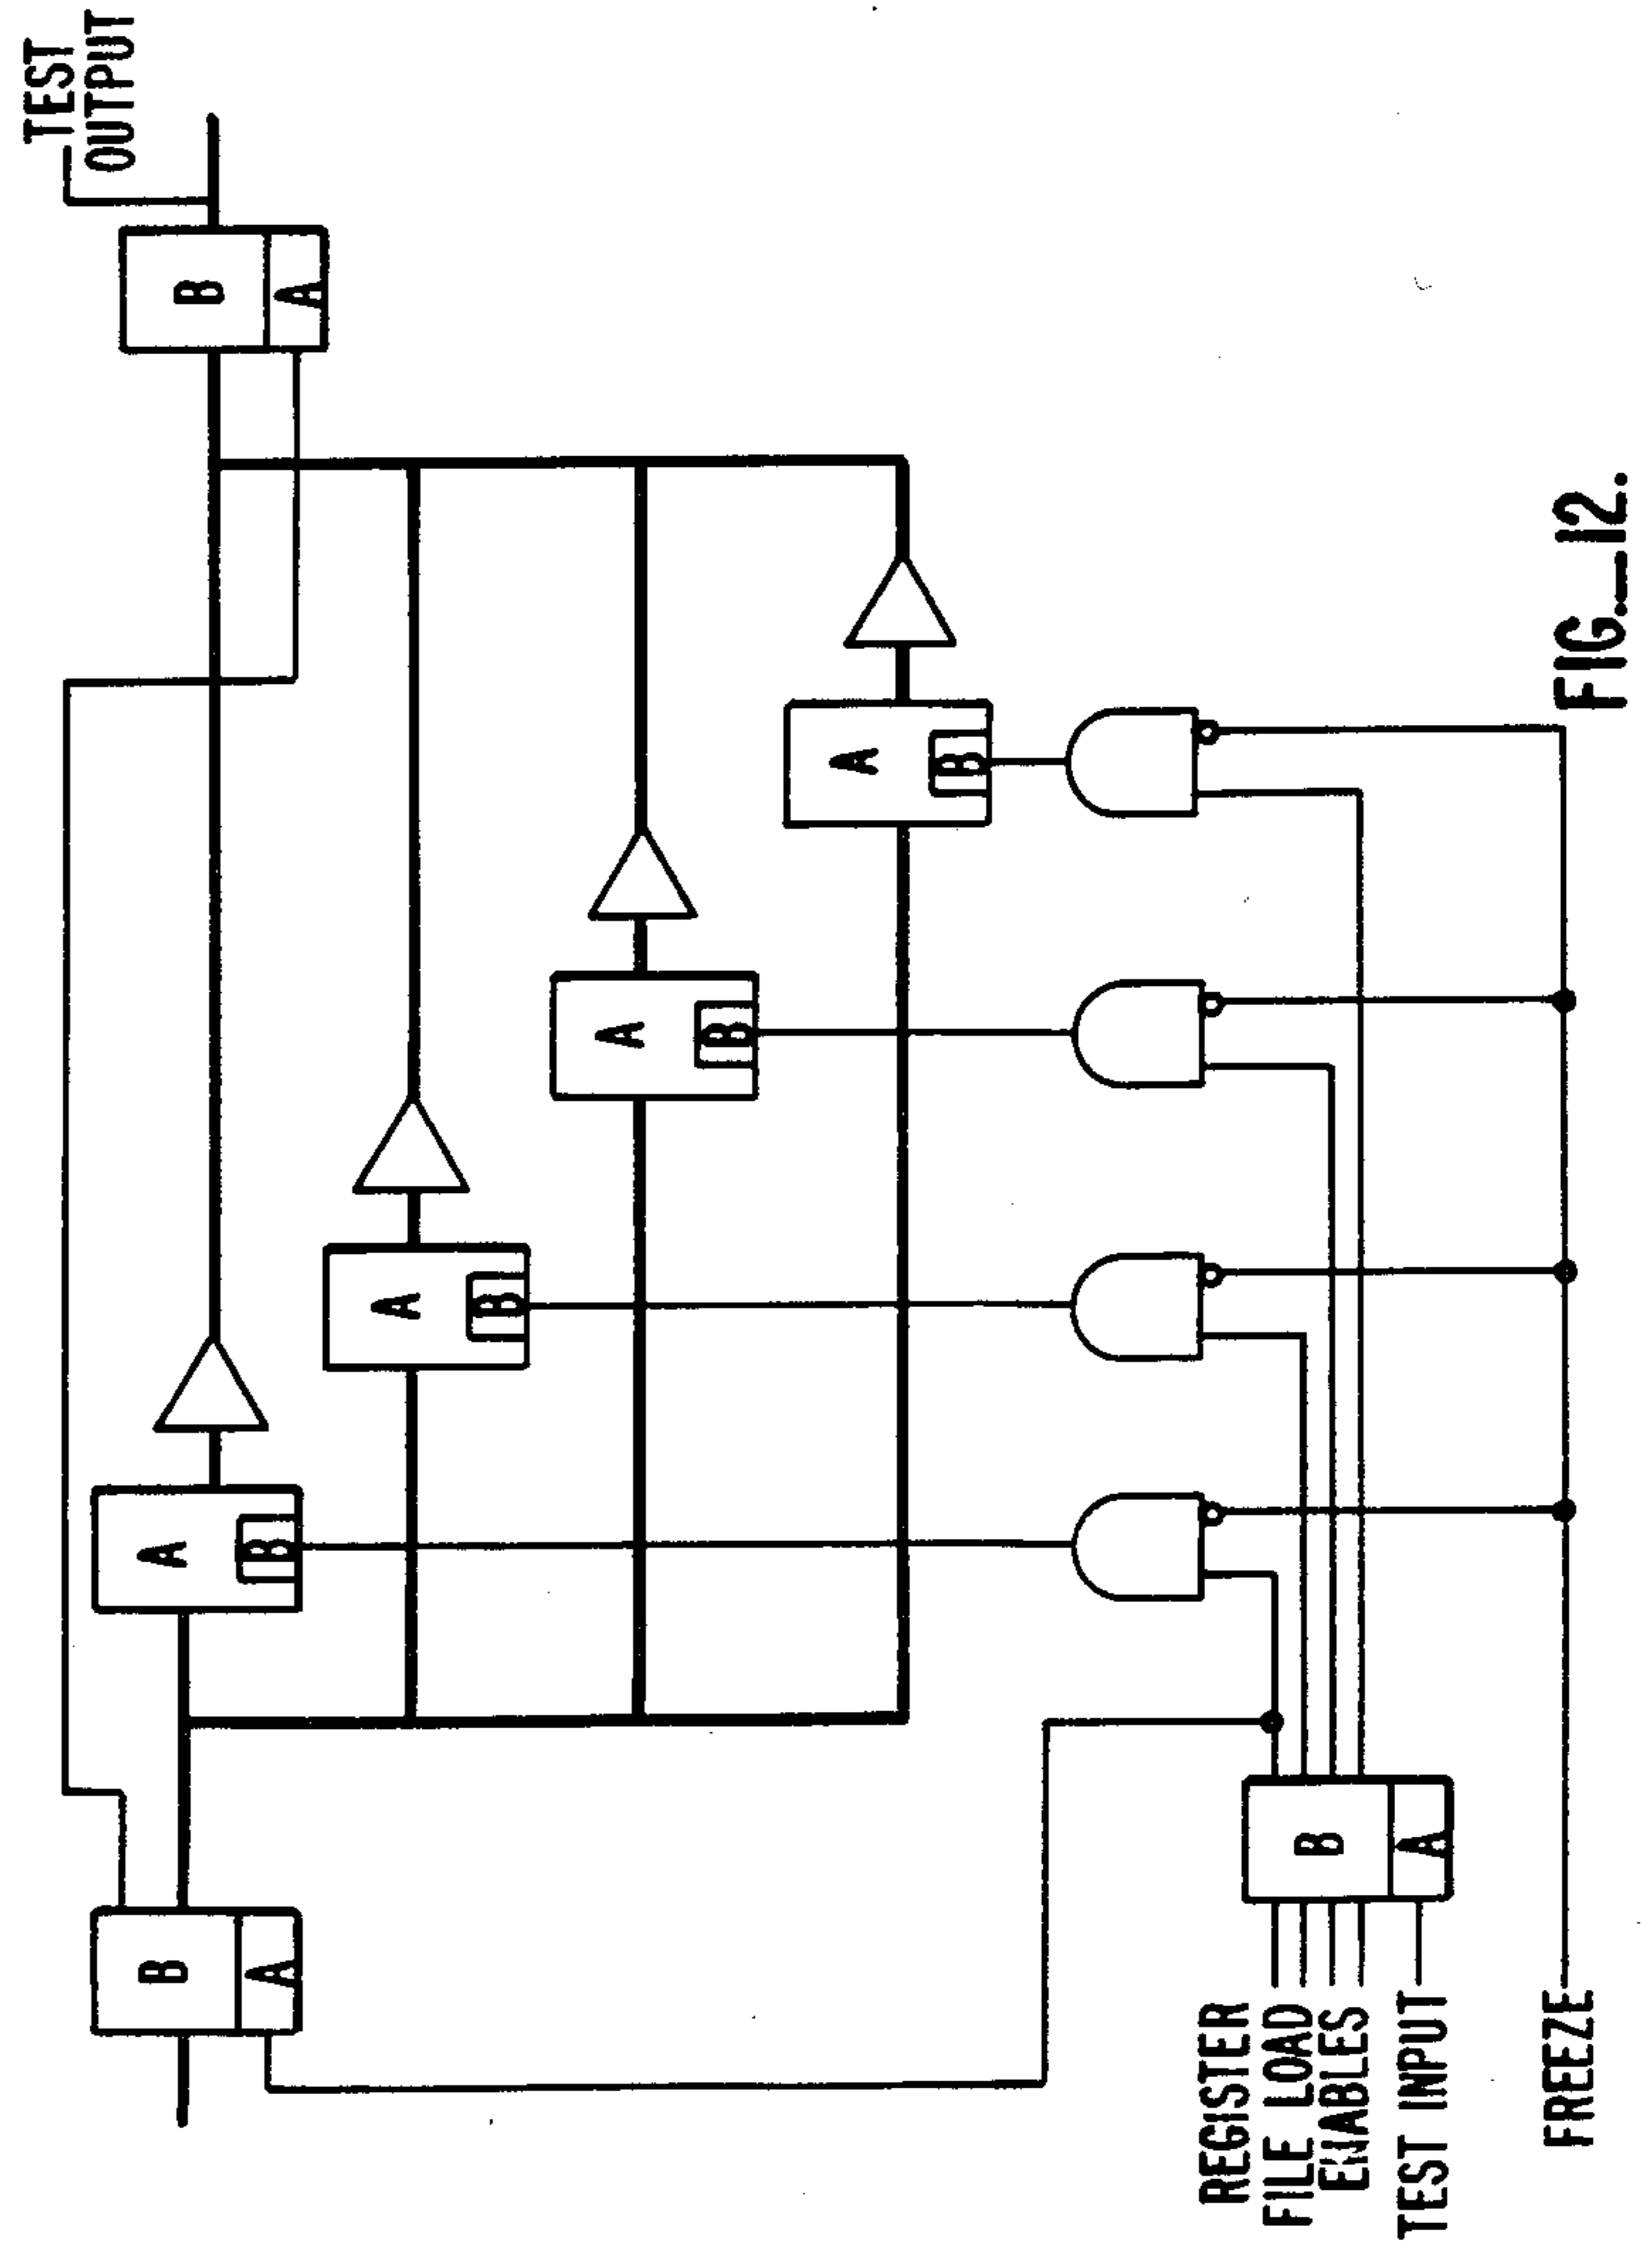 TEST
OUTPUT
B
A
B
A
B
A
A
B
A
B
A
B
REGISTER
FILE LOAD
ENABLES
B
TEST INPUT
A
FREEZE
FIG._12.